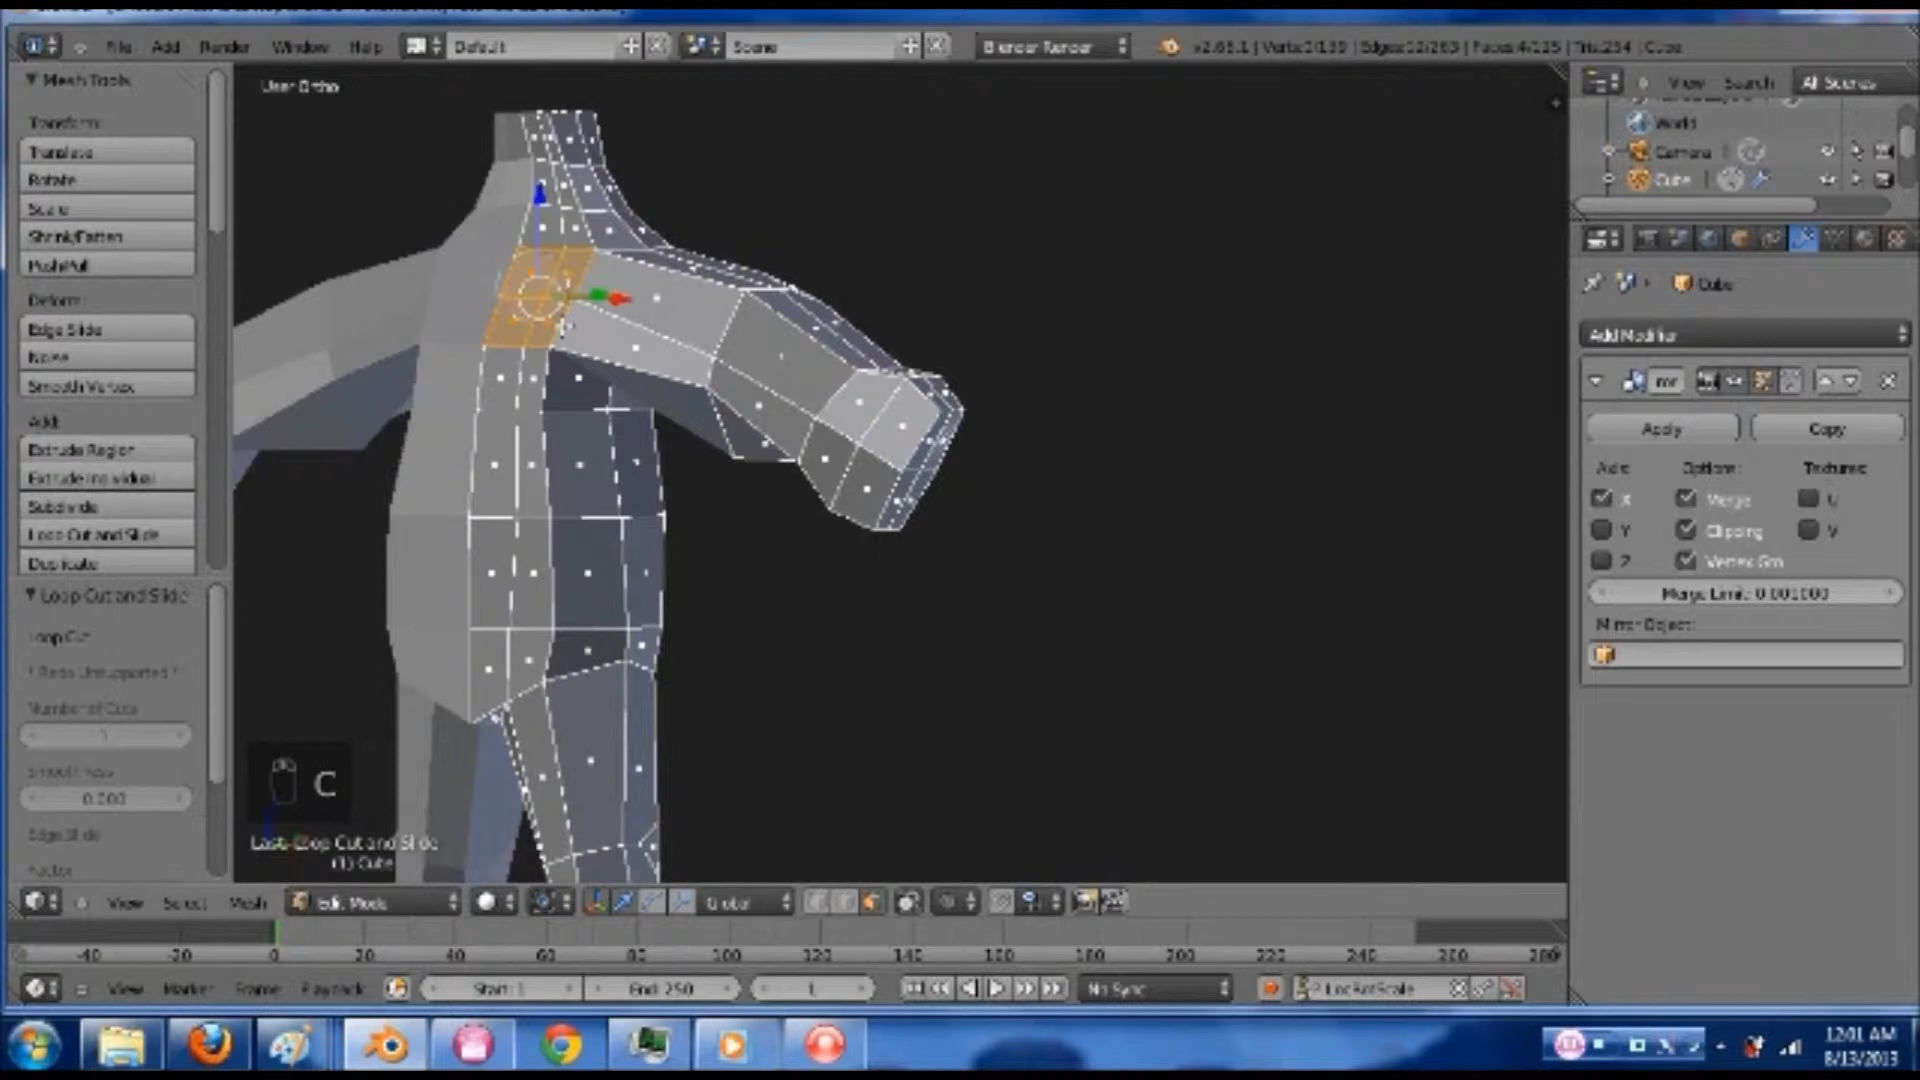 File Add Render Window Help Default Scene Blender Render
View Search All Scenes
Mesh Tools
User Ortho
World
Camera
Cube
Transform:
Translate
Rotate
Scale
Shrink/Fatten
Push/Pull
Deform:
Edge Slide
Noise
Smooth Vertex
Add:
Extrude Region
Extrude Individual
Subdivide
Loop Cut and Slide
Duplicate
Loop Cut and Slide
Loop Cut
* Redo Unsupported *
Number of Cuts
1
Smoothness
0.000
Edge Slide
Factor
C
Last: Loop Cut and Slide
(1) Cube
Cube
Add Modifier
Apply Copy
Axis: Options: Textures:
X Merge U
Y Clipping V
Z Vertex Gro
Merge Limit: 0.001000
Mirror Object:
View Select Mesh Edit Mode Global
-40 -20 0 20 40 60 80 100 120 140 160 180 200 220 240 260 280
View Marker Frame Playback Start: 1 End: 250 1 No Sync LocRotScale
12:01 AM
8/13/2013